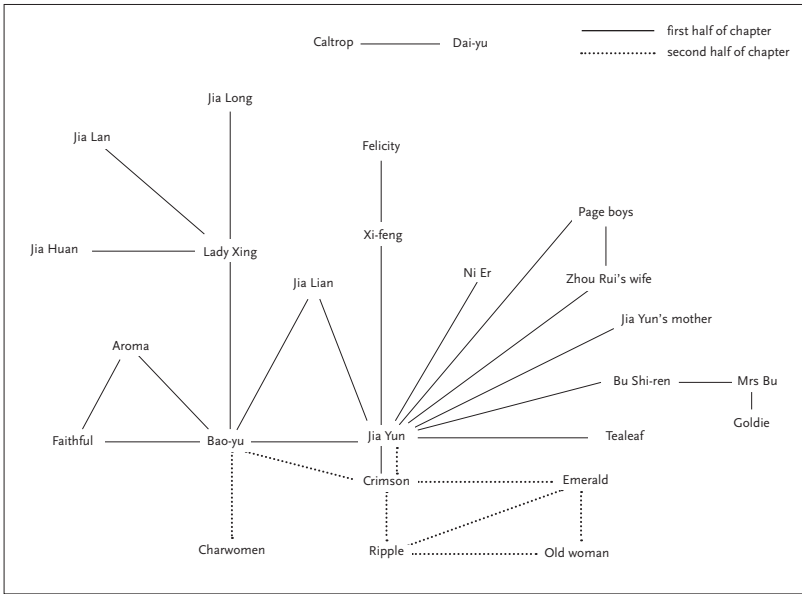 first half of chapter
Caltrop
Dai-yu
second half of chapter
Jia Long
Jia Lan
Felicity
Page boys
Xi-feng
Jia Huan
Lady Xing
Ni Er
Zhou Rui's wife
Jia Lian
Jia Yun's mother
Aroma
Bu Shi-ren
Mrs Bu
Goldie
Faithful
Bao-yu
Jia Yun
Tealeaf
Crimson
Emerald
Charwomen
Ripple
Old woman